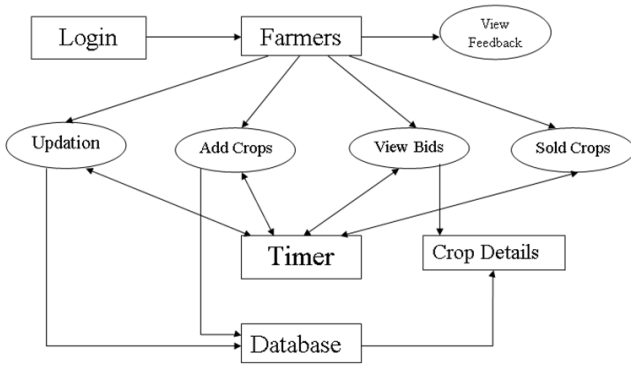 Login
Farmers
View
Feedback
Updation
Add Crops
View Bids
Sold Crops
Timer
Crop Details
Database